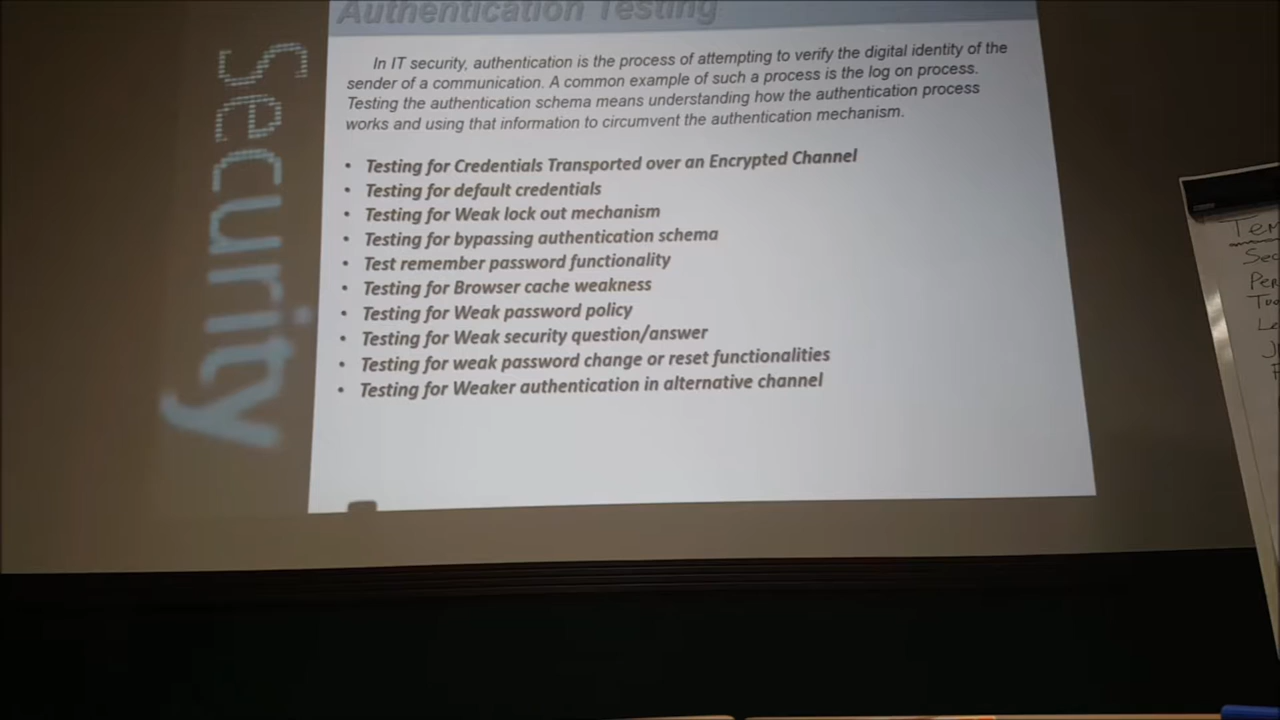 Authentication Testing
Security
In IT security, authentication is the process of attempting to verify the digital identity of the
sender of a communication. A common example of such a process is the log on process.
Testing the authentication schema means understanding how the authentication process
works and using that information to circumvent the authentication mechanism.
• Testing for Credentials Transported over an Encrypted Channel
• Testing for default credentials
• Testing for Weak lock out mechanism
• Testing for bypassing authentication schema
• Test remember password functionality
• Testing for Browser cache weakness
• Testing for Weak password policy
• Testing for Weak security question/answer
• Testing for weak password change or reset functionalities
• Testing for Weaker authentication in alternative channel